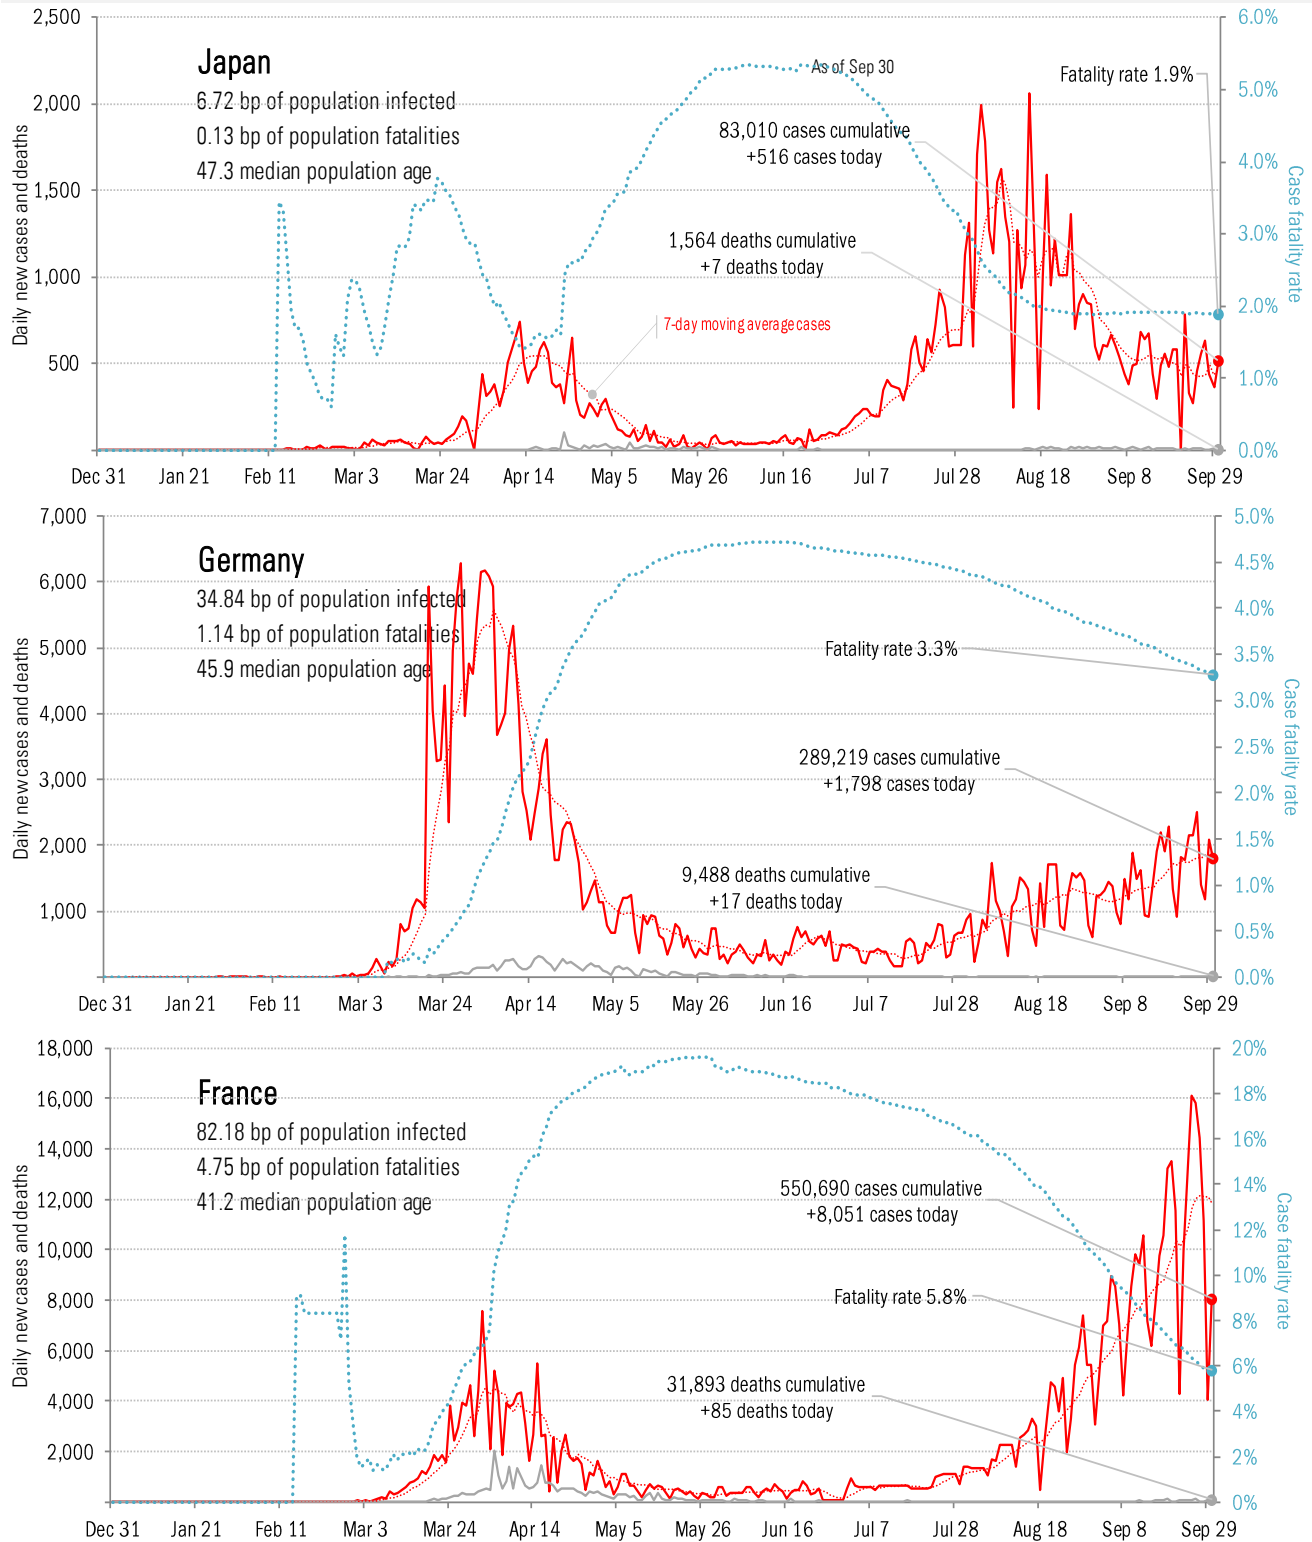 Japan
6.72 bp of population infected
0.13 bp of population fatalities
47.3 median population age
As of Sep 30
Fatality rate 1.9%
83,010 cases cumulative
+516 cases today
1,564 deaths cumulative
+7 deaths today
7-day moving average cases
Daily new cases and deaths
Case fatality rate
2,500
2,000
1,500
1,000
500
6.0%
5.0%
4.0%
3.0%
2.0%
1.0%
0.0%
Dec 31 Jan 21 Feb 11 Mar 3 Mar 24 Apr 14 May 5 May 26 Jun 16 Jul 7 Jul 28 Aug 18 Sep 8 Sep 29
Germany
34.84 bp of population infected
1.14 bp of population fatalities
45.9 median population age
Fatality rate 3.3%
289,219 cases cumulative
+1,798 cases today
9,488 deaths cumulative
+17 deaths today
Daily new cases and deaths
Case fatality rate
7,000
6,000
5,000
4,000
3,000
2,000
1,000
5.0%
4.5%
4.0%
3.5%
3.0%
2.5%
2.0%
1.5%
1.0%
0.5%
0.0%
Dec 31 Jan 21 Feb 11 Mar 3 Mar 24 Apr 14 May 5 May 26 Jun 16 Jul 7 Jul 28 Aug 18 Sep 8 Sep 29
France
82.18 bp of population infected
4.75 bp of population fatalities
41.2 median population age
550,690 cases cumulative
+8,051 cases today
Fatality rate 5.8%
31,893 deaths cumulative
+85 deaths today
Daily new cases and deaths
Case fatality rate
18,000
16,000
14,000
12,000
10,000
8,000
6,000
4,000
2,000
20%
18%
16%
14%
12%
10%
8%
6%
4%
2%
0%
Dec 31 Jan 21 Feb 11 Mar 3 Mar 24 Apr 14 May 5 May 26 Jun 16 Jul 7 Jul 28 Aug 18 Sep 8 Sep 29